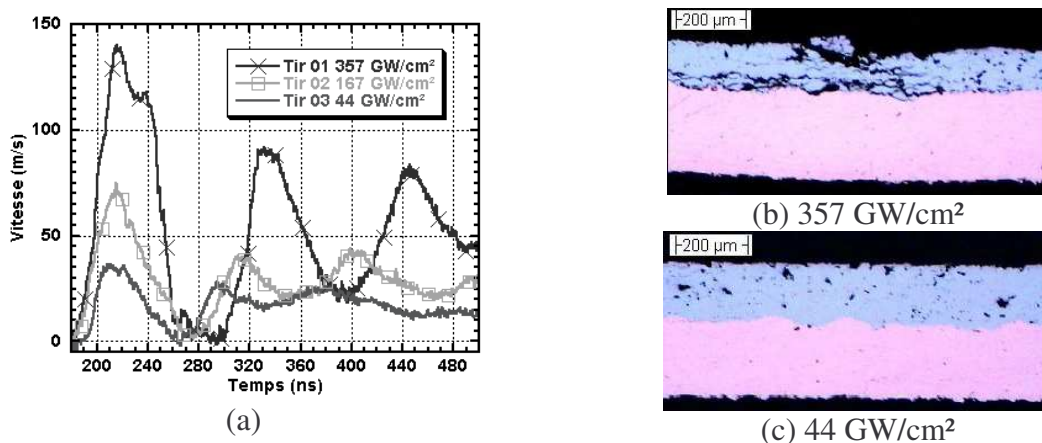 150
100
50
0
Vitesse (m/s)
Tir 01 357 GW/cm²
Tir 02 167 GW/cm²
Tir 03 44 GW/cm²
200 240 280 320 360 400 440 480
Temps (ns)
(a)
200 µm
(b) 357 GW/cm²
200 µm
(c) 44 GW/cm²